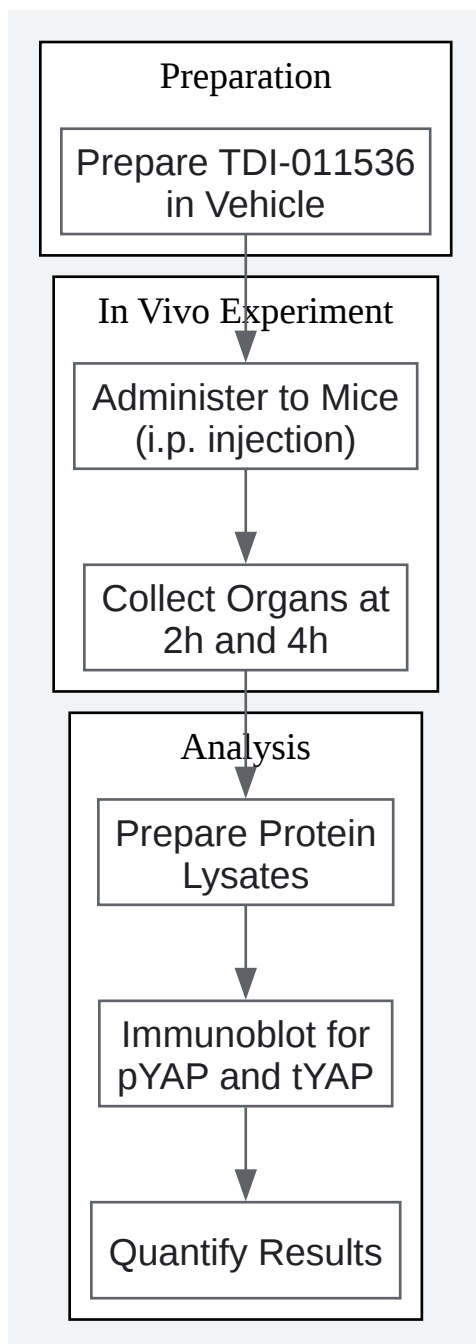 Preparation
Prepare TDI-011536
in Vehicle
In Vivo Experiment
Administer to Mice
(i.p. injection)
Collect Organs at
2h and 4h
Analysis
Prepare Protein
Lysates
Immunoblot for
pYAP and tYAP
Quantify Results